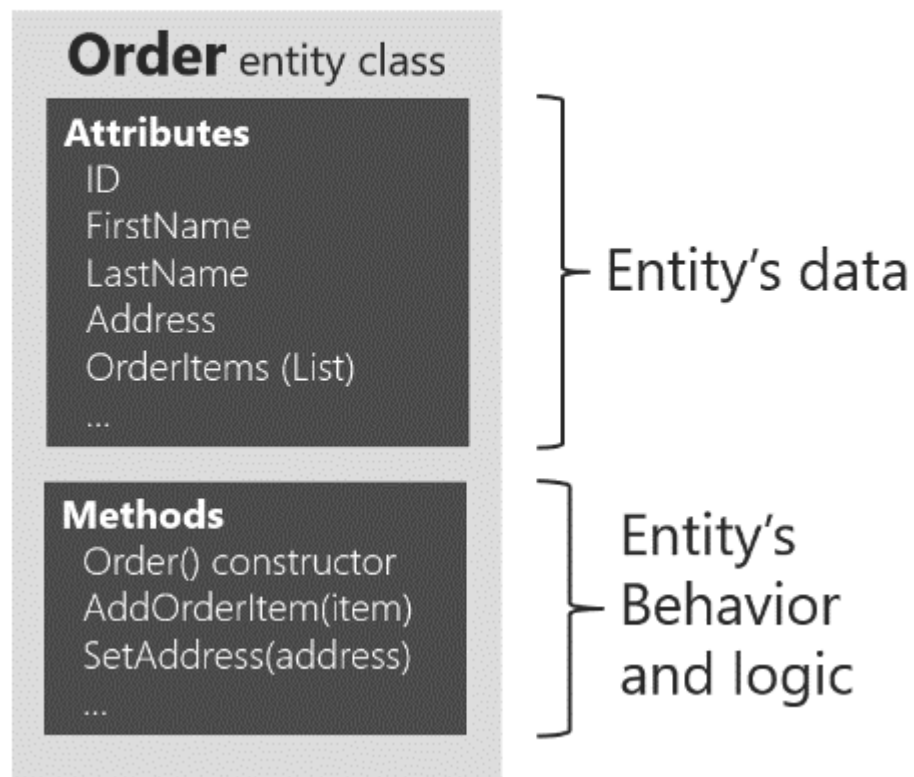 Order entity class
Attributes
ID
FirstName
LastName
Address
OrderItems (List)
...
Entity's data
Methods
Order() constructor
AddOrderItem(item)
SetAddress(address)
...
Entity's
Behavior
and logic